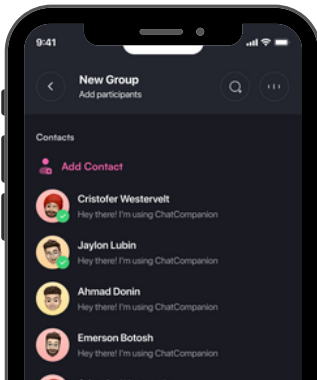 9:41
New Group
Add participants
Contacts
Add Contact
Cristofer Westervelt
Hey there! I'm using ChatCompanion
Jaylon Lubin
Hey there! I'm using ChatCompanion
Ahmad Donin
Hey there! I'm using ChatCompanion
Emerson Botosh
Hey there! I'm using ChatCompanion